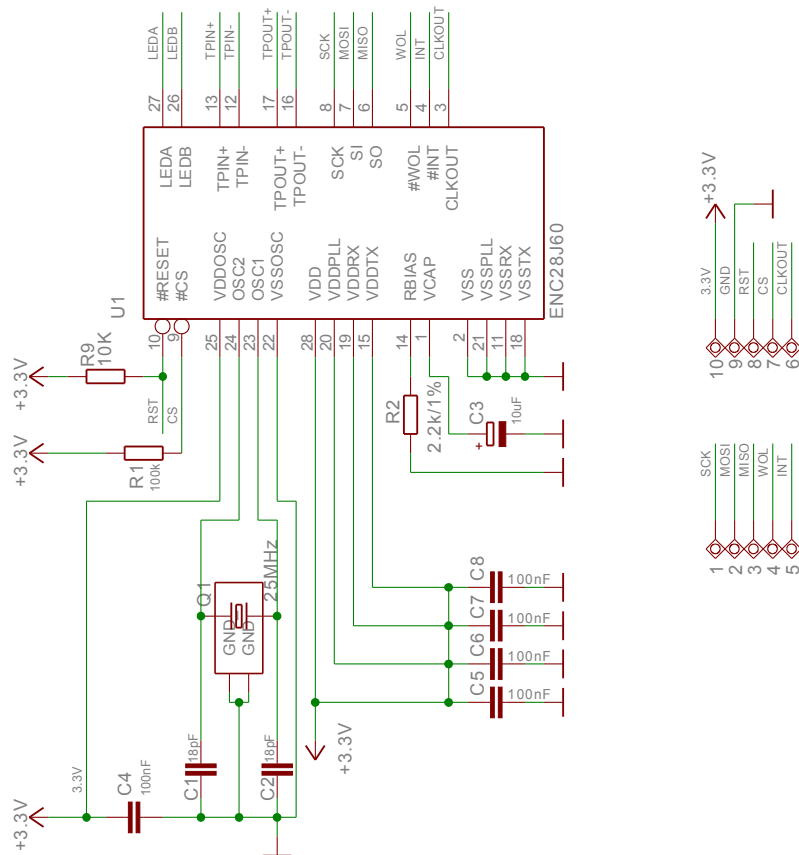 LEDA
LEDB
TPIN+
TPIN-
TPOUT+
TPOUT-
SCK
MOSI
MISO
WOL
INT
CLKOUT
27
26
13
12
17
16
8
7
6
5
4
3
LEDA
LEDB
TPIN+
TPIN-
TPOUT+
TPOUT-
SCK
SI
SO
#WOL
#INT
CLKOUT
#RESET
#CS
VDDOSC
OSC2
OSC1
VSSOSC
VDD
VDDPLL
VDDRX
VDDTX
RBIAS
VCAP
VSS
VSSPLL
VSSRX
VSSTX
U1
ENC28J60
10
9
25
24
23
22
28
20
19
15
14
1
2
21
11
18
+3.3V
R9
10K
RST
CS
+3.3V
R1
100k
R2
2.2k/1%
C3
10uF
+
Q1
25MHz
GND
GND
C8
100nF
C7
100nF
C6
100nF
C5
100nF
+3.3V
C1
18pF
C2
18pF
3.3V
C4
100nF
+3.3V
+3.3V
3.3V
GND
RST
CS
CLKOUT
10
9
8
7
6
SCK
MOSI
MISO
WOL
INT
1
2
3
4
5